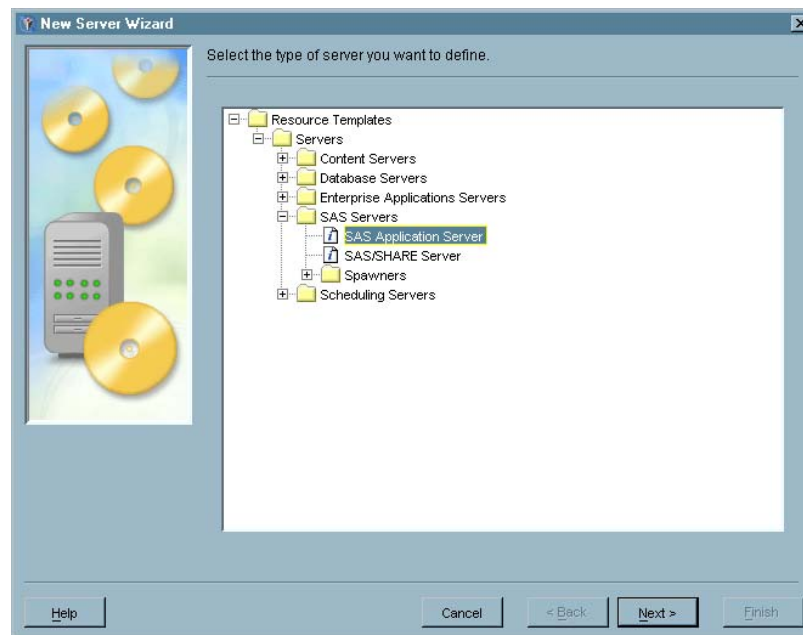 New Server Wizard
Select the type of server you want to define.
Resource Templates
Servers
Content Servers
Database Servers
Enterprise Applications Servers
SAS Servers
SAS Application Server
SAS/SHARE Server
Spawners
Scheduling Servers
Help Cancel < Back Next > Finish